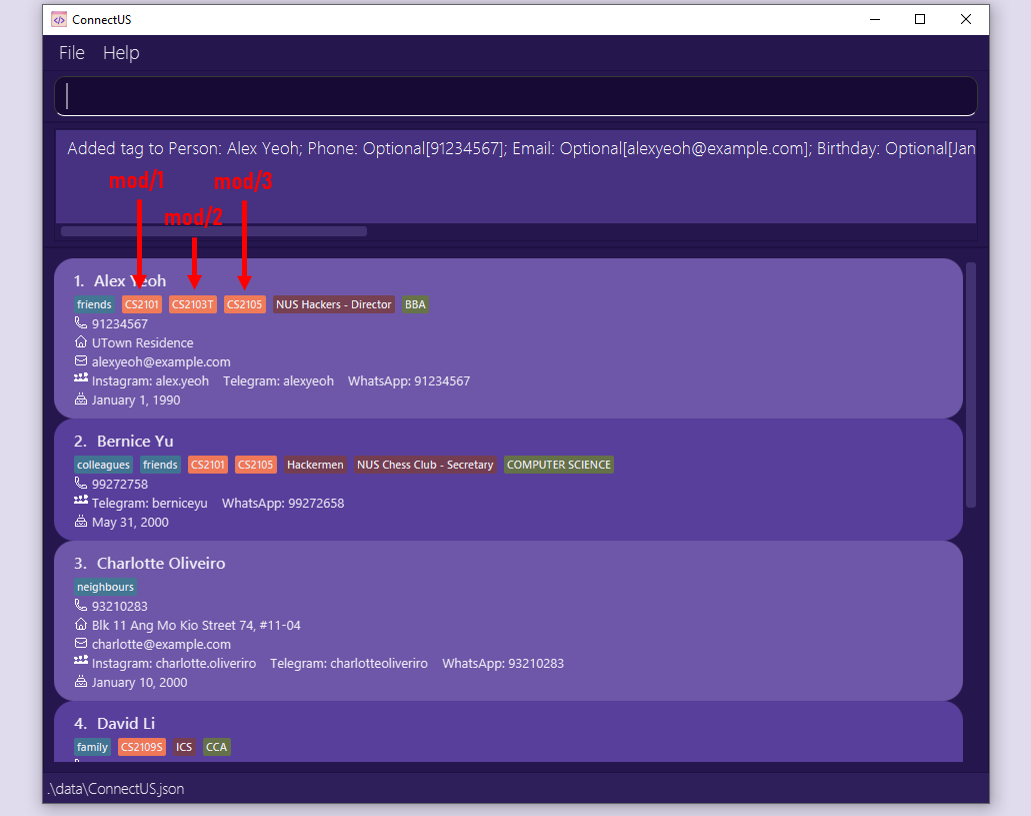 ConnectUS
File Help
Added tag to Person: Alex Yeoh; Phone: Optional[91234567]; Email: Optional[alexyeoh@example.com]; Birthday: Optional[Jan
mod/1 mod/3
mod/2
1. Alex Yeoh
friends CS2101 CS2103T CS2105 NUS Hackers - Director BBA
91234567
UTown Residence
alexyeoh@example.com
Instagram: alex.yeoh Telegram: alexyeoh WhatsApp: 91234567
January 1, 1990
2. Bernice Yu
colleagues friends CS2101 CS2105 Hackermen NUS Chess Club - Secretary COMPUTER SCIENCE
99272758
Telegram: berniceyu WhatsApp: 99272658
May 31, 2000
3. Charlotte Oliveiro
neighbours
93210283
Blk 11 Ang Mo Kio Street 74, #11-04
charlotte@example.com
Instagram: charlotte.oliveriro Telegram: charlotteoliveriro WhatsApp: 93210283
January 10, 2000
4. David Li
family CS2109S ICS CCA
.\data\ConnectUS.json